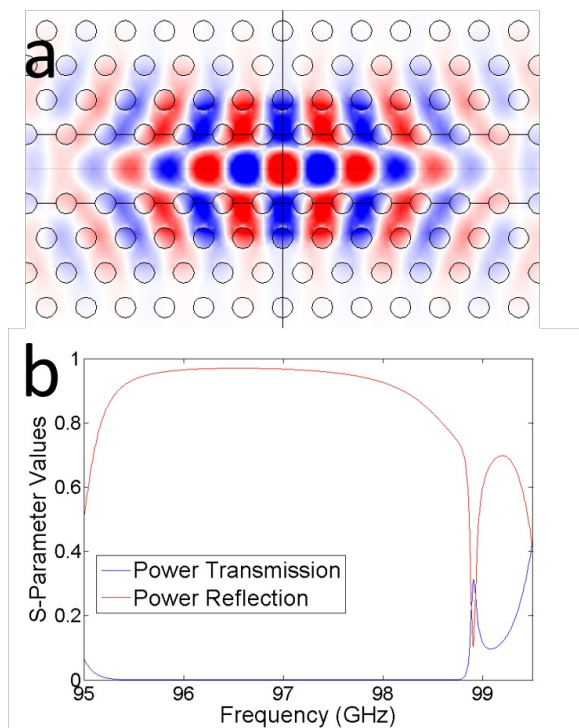 a
b
1
0.8
0.6
0.4
0.2
0
S-Parameter Values
Power Transmission
Power Reflection
95
96
97
98
99
Frequency (GHz)